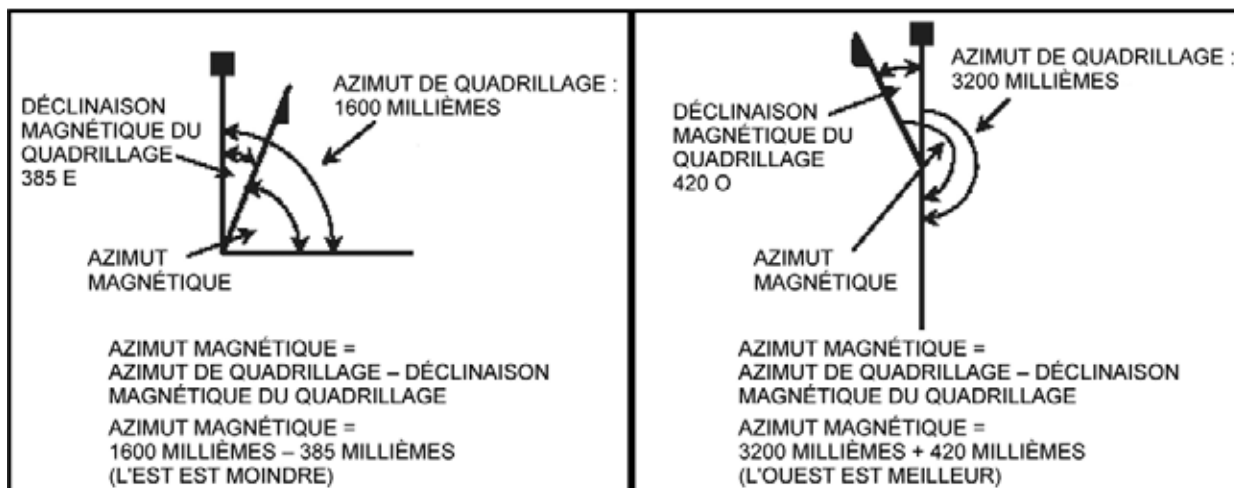 AZIMUT DE QUADRILLAGE :
1600 MILLIÈMES
DÉCLINAISON
MAGNÉTIQUE DU
QUADRILLAGE
385 E
AZIMUT
MAGNÉTIQUE
AZIMUT MAGNÉTIQUE =
AZIMUT DE QUADRILLAGE – DÉCLINAISON
MAGNÉTIQUE DU QUADRILLAGE
AZIMUT MAGNÉTIQUE =
1600 MILLIÈMES – 385 MILLIÈMES
(L'EST EST MOINDRE)
AZIMUT DE QUADRILLAGE :
3200 MILLIÈMES
DÉCLINAISON
MAGNÉTIQUE DU
QUADRILLAGE
420 O
AZIMUT
MAGNÉTIQUE
AZIMUT MAGNÉTIQUE =
AZIMUT DE QUADRILLAGE – DÉCLINAISON
MAGNÉTIQUE DU QUADRILLAGE
AZIMUT MAGNÉTIQUE =
3200 MILLIÈMES + 420 MILLIÈMES
(L'OUEST EST MEILLEUR)